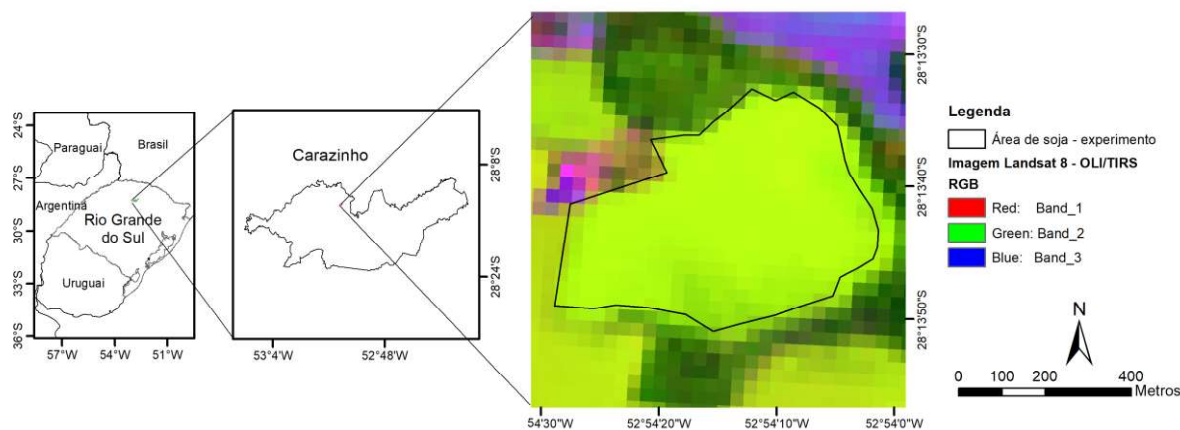 24°S
27°S
30°S
33°S
36°S
Paraguai
Brasil
Argentina
Rio Grande
do Sul
Uruguai
57°W
54°W
51°W
Carazinho
28°8'S
28°24'S
53°4'W
52°48'W
28°13'30"S
28°13'40"S
28°13'50"S
54'30"W
52°54'20"W
52°54'10"W
52°54'0"W
Legenda
Área de soja - experimento
Imagem Landsat 8 - OLI/TIRS
RGB
Red: Band_1
Green: Band_2
Blue: Band_3
N
0 100 200 400
Metros